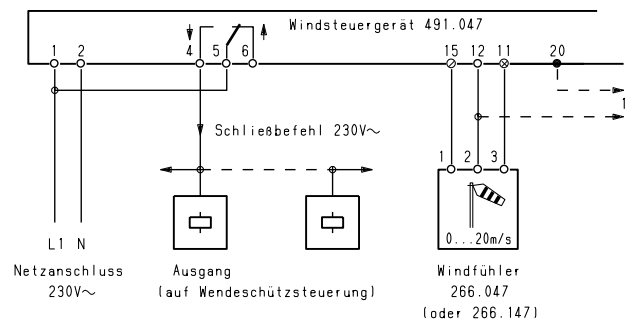 Windsteuergerät 491.047
1 2 4 5 6 15 12 11 20
1
Schließbefehl 230V~
1 2 3
L1 N
0...20m/s
Netzanschluss
230V~
Ausgang
(auf Wendeschützsteuerung)
Windfühler
266.047
(oder 266.147)